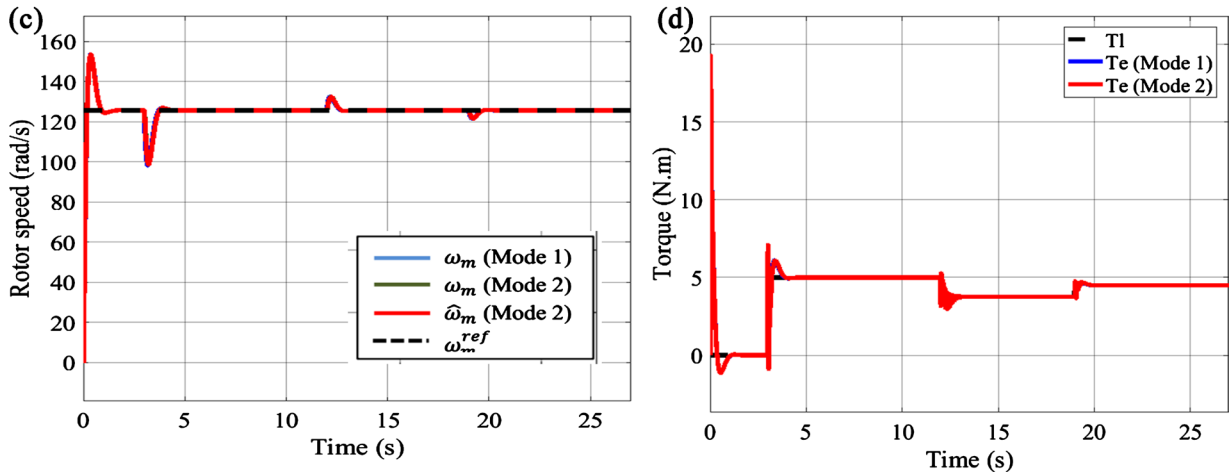 (c)
160
140
120
100
80
60
40
20
0
Rotor speed (rad/s)
0 5 10 15 20 25
Time (s)
ω_m (Mode 1)
ω_m (Mode 2)
ω̂_m (Mode 2)
ω_m^ref
(d)
20
15
10
5
0
Torque (N.m)
0 5 10 15 20 25
Time (s)
Tl
Te (Mode 1)
Te (Mode 2)